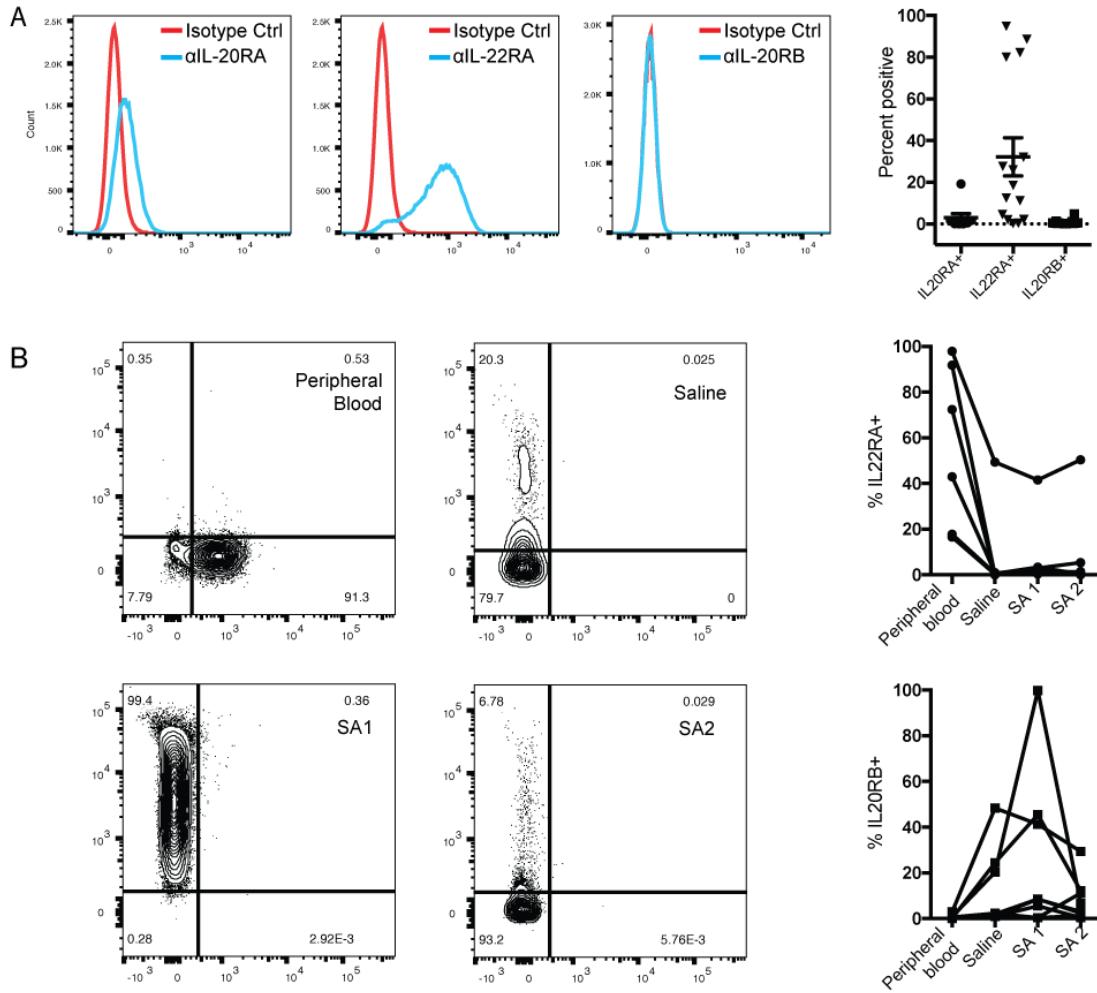 A
Isotype Ctrl
αIL-20RA
Count
2.5K
2.0K
1.5K
1.0K
500
0
0
10³
10⁴
Isotype Ctrl
αIL-22RA
2.5K
2.0K
1.5K
1.0K
500
0
0
10³
10⁴
Isotype Ctrl
αIL-20RB
3.0K
2.0K
1.0K
0
0
10³
10⁴
Percent positive
100
80
60
40
20
0
IL20RA+
IL22RA+
IL20RB+
B
0.35
0.53
Peripheral
Blood
10⁵
10⁴
10³
0
7.79
91.3
-10³
0
10³
10⁴
10⁵
20.3
0.025
Saline
10⁵
10⁴
10³
0
79.7
0
-10³
0
10³
10⁴
10⁵
% IL22RA+
100
80
60
40
20
0
Peripheral
blood
Saline
SA 1
SA 2
99.4
0.36
SA1
10⁵
10⁴
10³
0
0.28
2.92E-3
-10³
0
10³
10⁴
10⁵
6.78
0.029
SA2
10⁵
10⁴
10³
0
93.2
5.76E-3
-10³
0
10³
10⁴
10⁵
% IL20RB+
100
80
60
40
20
0
Peripheral
blood
Saline
SA 1
SA 2